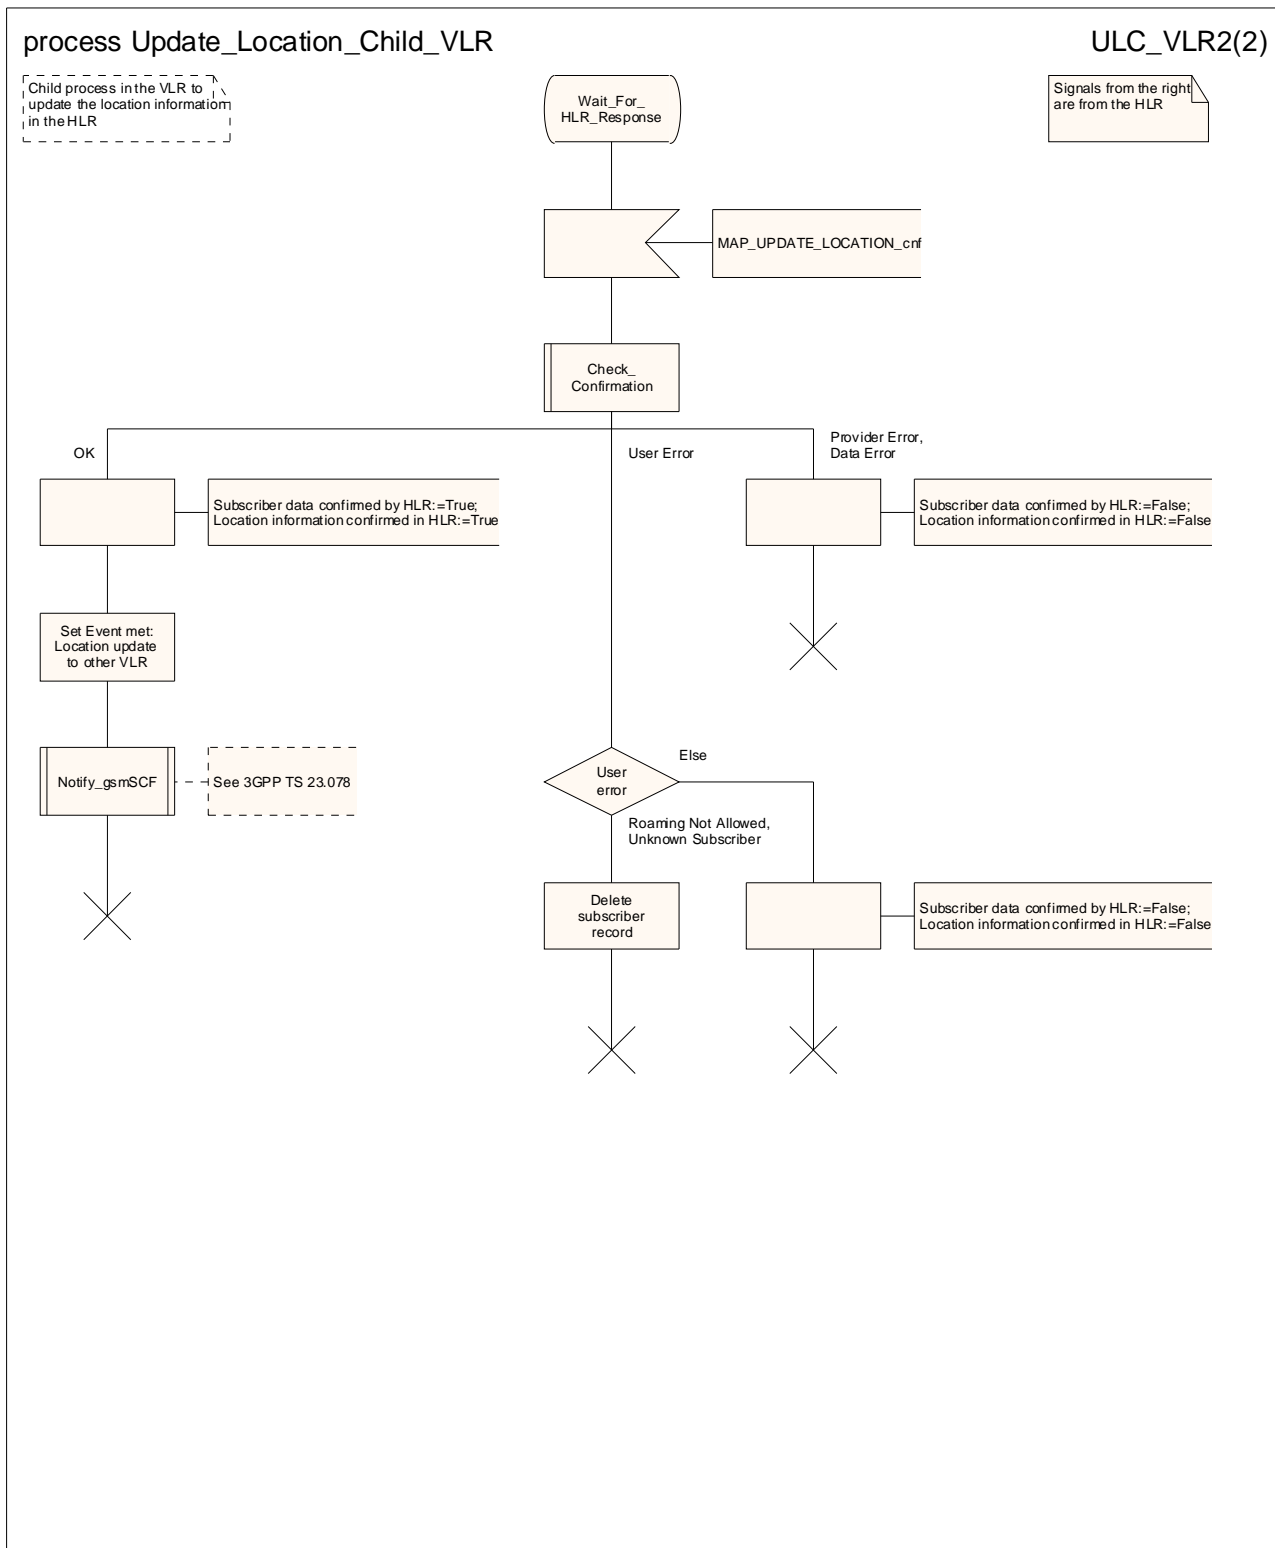 process Update_Location_Child_VLR
ULC_VLR2(2)
Child process in the VLR to
update the location information
in the HLR
Wait_For_
HLR_Response
Signals from the right
are from the HLR
MAP_UPDATE_LOCATION_cnf
Check_
Confirmation
OK
User Error
Provider Error,
Data Error
Subscriber data confirmed by HLR:=True;
Location information confirmed in HLR:=True
Subscriber data confirmed by HLR:=False;
Location information confirmed in HLR:=False
Set Event met:
Location update
to other VLR
Notify_gsmSCF
See 3GPP TS 23.078
User
error
Else
Roaming Not Allowed,
Unknown Subscriber
Delete
subscriber
record
Subscriber data confirmed by HLR:=False;
Location information confirmed in HLR:=False